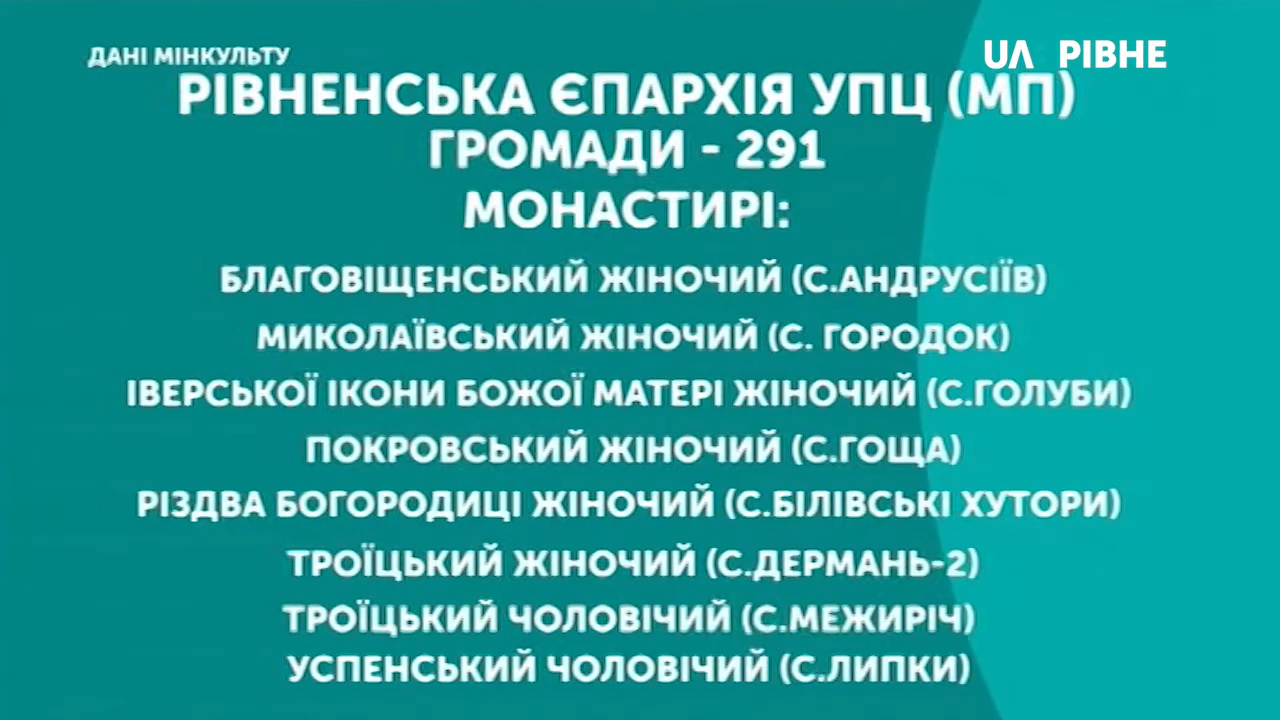 ДАНІ МІНКУЛЬТУ
UA РІВНЕ
РІВНЕНСЬКА ЄПАРХІЯ УПЦ (МП)
ГРОМАДИ - 291
МОНАСТИРІ:
БЛАГОВІЩЕНСЬКИЙ ЖІНОЧИЙ (С.АНДРУСІЇВ)
МИКОЛАЇВСЬКИЙ ЖІНОЧИЙ (С. ГОРОДОК)
ІВЕРСЬКОЇ ІКОНИ БОЖОЇ МАТЕРІ ЖІНОЧИЙ (С.ГОЛУБИ)
ПОКРОВСЬКИЙ ЖІНОЧИЙ (С.ГОЩА)
РІЗДВА БОГОРОДИЦІ ЖІНОЧИЙ (С.БІЛІВСЬКІ ХУТОРИ)
ТРОЇЦЬКИЙ ЖІНОЧИЙ (С.ДЕРМАНЬ-2)
ТРОЇЦЬКИЙ ЧОЛОВІЧИЙ (С.МЕЖИРІЧ)
УСПЕНСЬКИЙ ЧОЛОВІЧИЙ (С.ЛИПКИ)